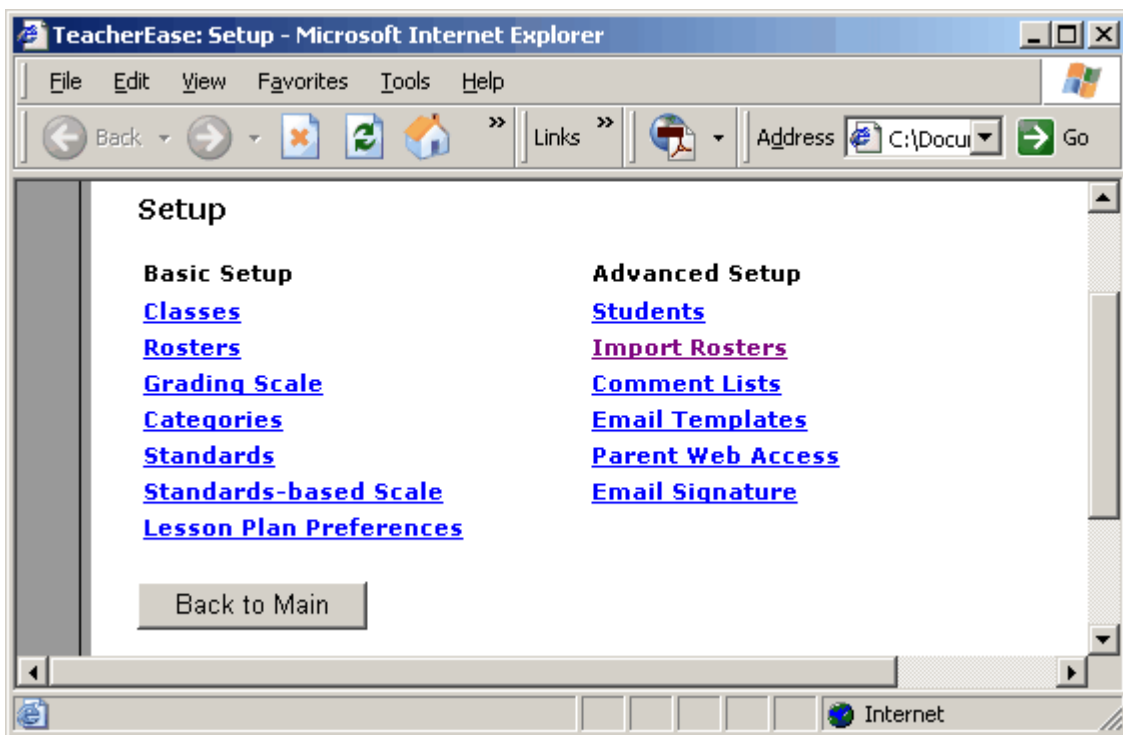 TeacherEase: Setup - Microsoft Internet Explorer
File Edit View Favorites Tools Help
Back » Links » Address C:\Docu Go
Setup
Basic Setup Advanced Setup
Classes Students
Rosters Import Rosters
Grading Scale Comment Lists
Categories Email Templates
Standards Parent Web Access
Standards-based Scale Email Signature
Lesson Plan Preferences
Back to Main
Internet